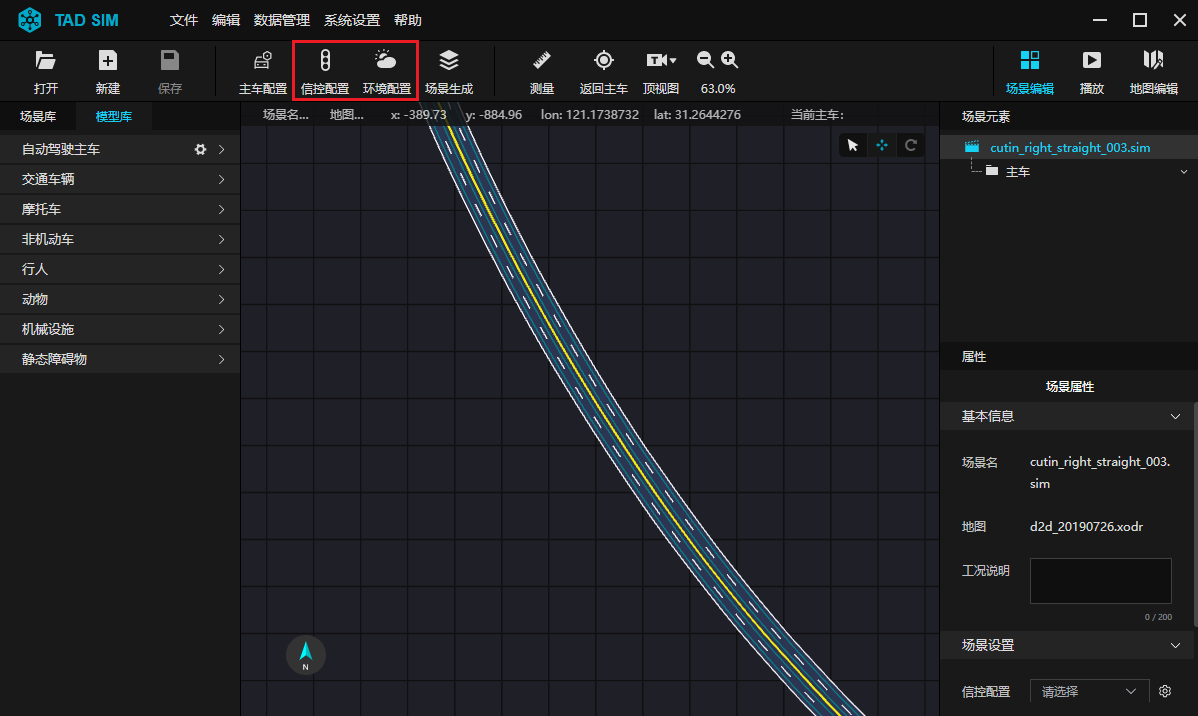 TAD SIM 文件 编辑 数据管理 系统设置 帮助
打开 新建 保存 主车配置 信控配置 环境配置 场景生成 测量 返回主车 顶视图 63.0% 场景编辑 播放 地图编辑
场景库 模型库
自动驾驶主车
交通车辆
摩托车
非机动车
行人
动物
机械设施
静态障碍物
场景名... 地图... x: -389.73 y: -884.96 lon: 121.1738732 lat: 31.2644276 当前主车:
N
场景元素
cutin_right_straight_003.sim
主车
属性
场景属性
基本信息
场景名 cutin_right_straight_003.
sim
地图 d2d_20190726.xodr
工况说明
0 / 200
场景设置
信控配置 请选择